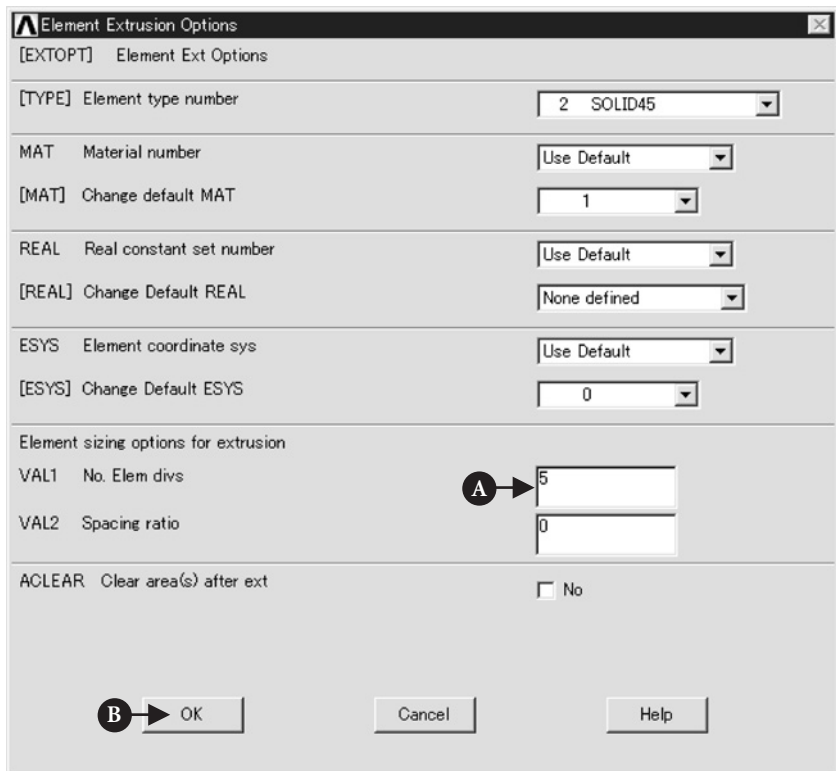 Element Extrusion Options
[EXTOPT] Element Ext Options
[TYPE] Element type number 2 SOLID45
MAT Material number Use Default
[MAT] Change default MAT 1
REAL Real constant set number Use Default
[REAL] Change Default REAL None defined
ESYS Element coordinate sys Use Default
[ESYS] Change Default ESYS 0
Element sizing options for extrusion
VAL1 No. Elem divs A 5
VAL2 Spacing ratio 0
ACLEAR Clear area(s) after ext No
B OK Cancel Help